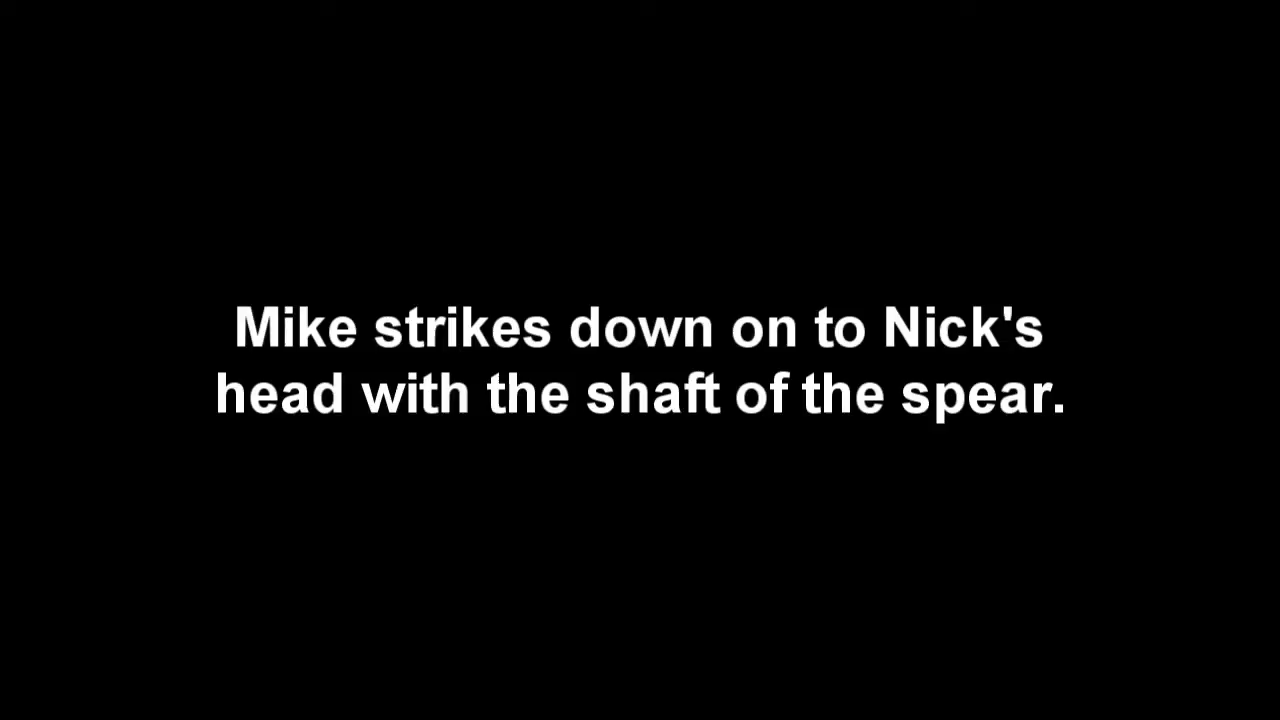 Mike strikes down on to Nick's
head with the shaft of the spear.